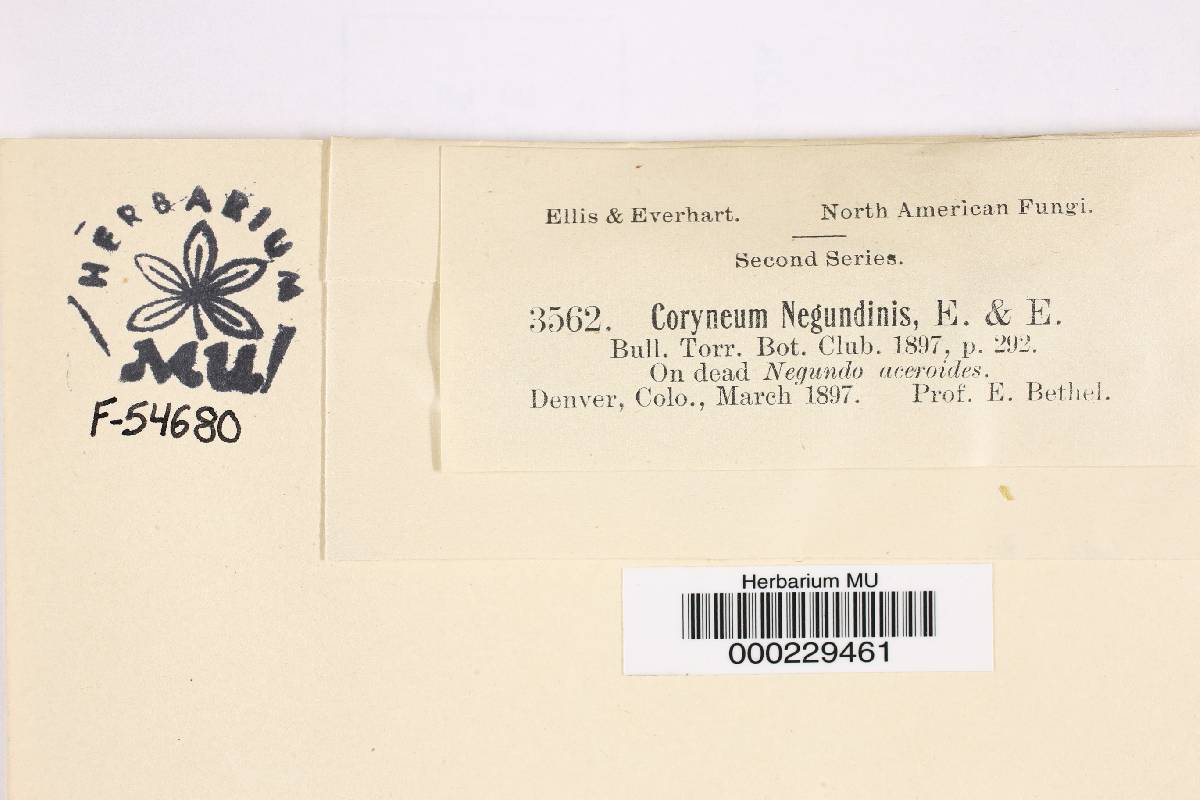 HERBARIUM
MU
F-54680
Ellis & Everhart. North American Fungi.
Second Series.
3562. Coryneum Negundinis, E. & E.
Bull. Torr. Bot. Club. 1897, p. 292.
On dead Negundo aceroides.
Denver, Colo., March 1897. Prof. E. Bethel.
Herbarium MU
000229461